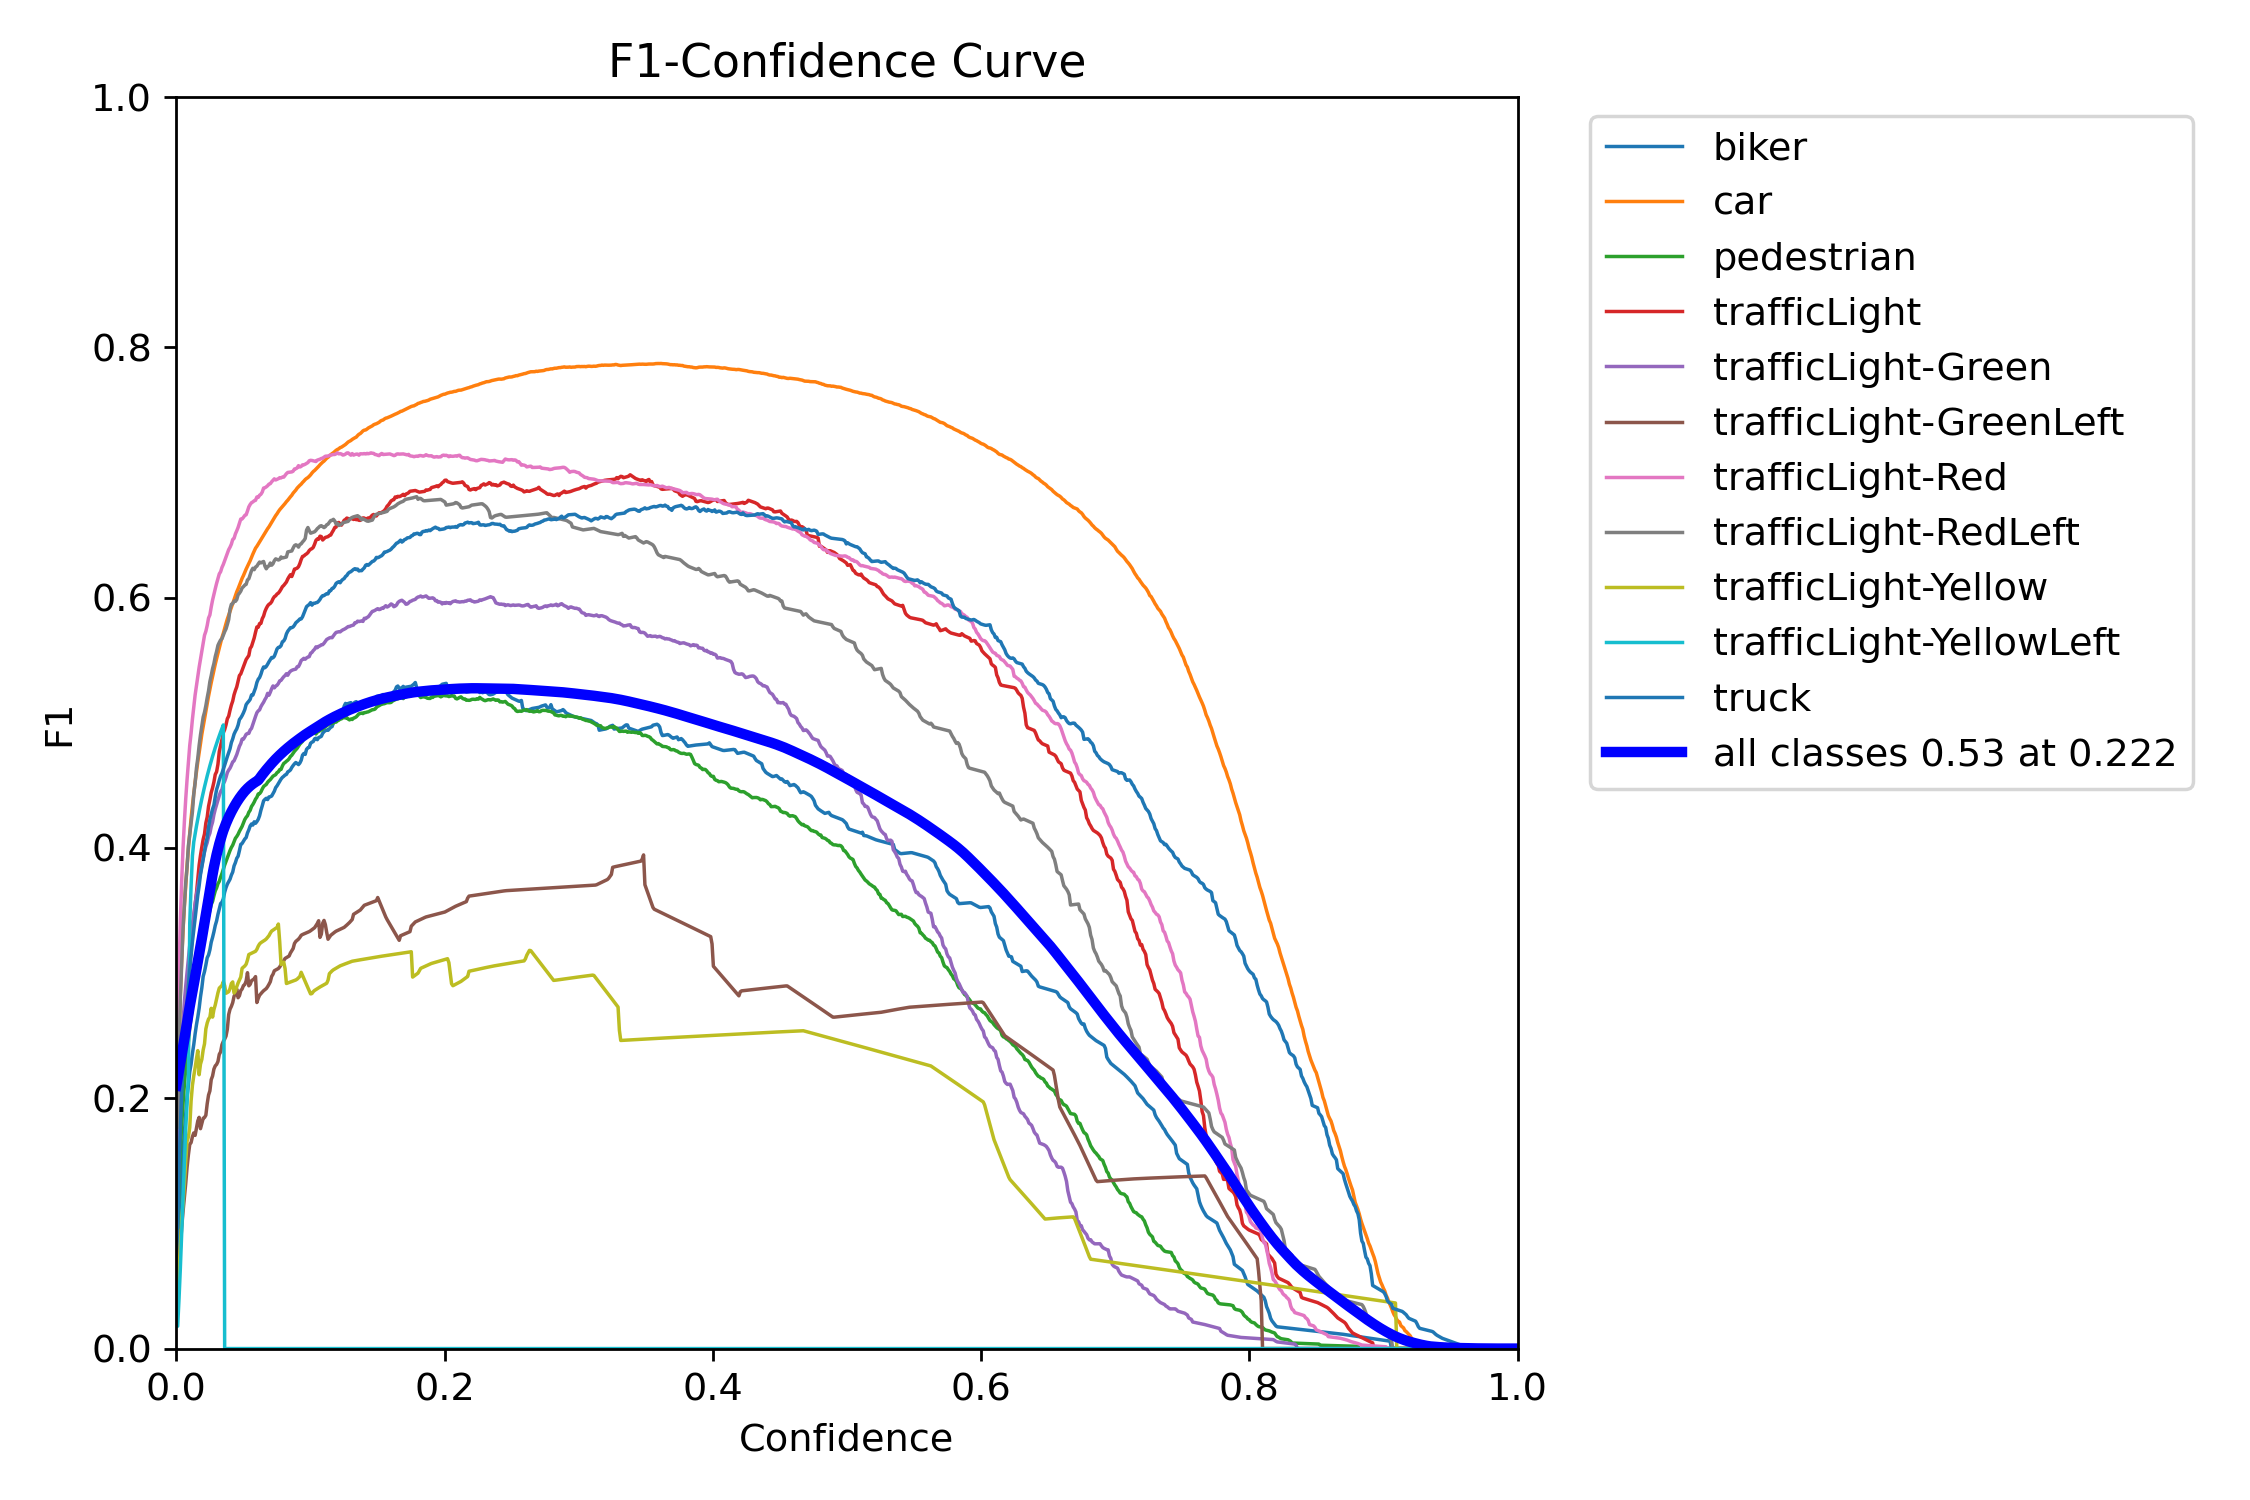 F1-Confidence Curve
1.0
0.8
0.6
0.4
0.2
0.0
F1
0.0 0.2 0.4 0.6 0.8 1.0
Confidence
biker
car
pedestrian
trafficLight
trafficLight-Green
trafficLight-GreenLeft
trafficLight-Red
trafficLight-RedLeft
trafficLight-Yellow
trafficLight-YellowLeft
truck
all classes 0.53 at 0.222